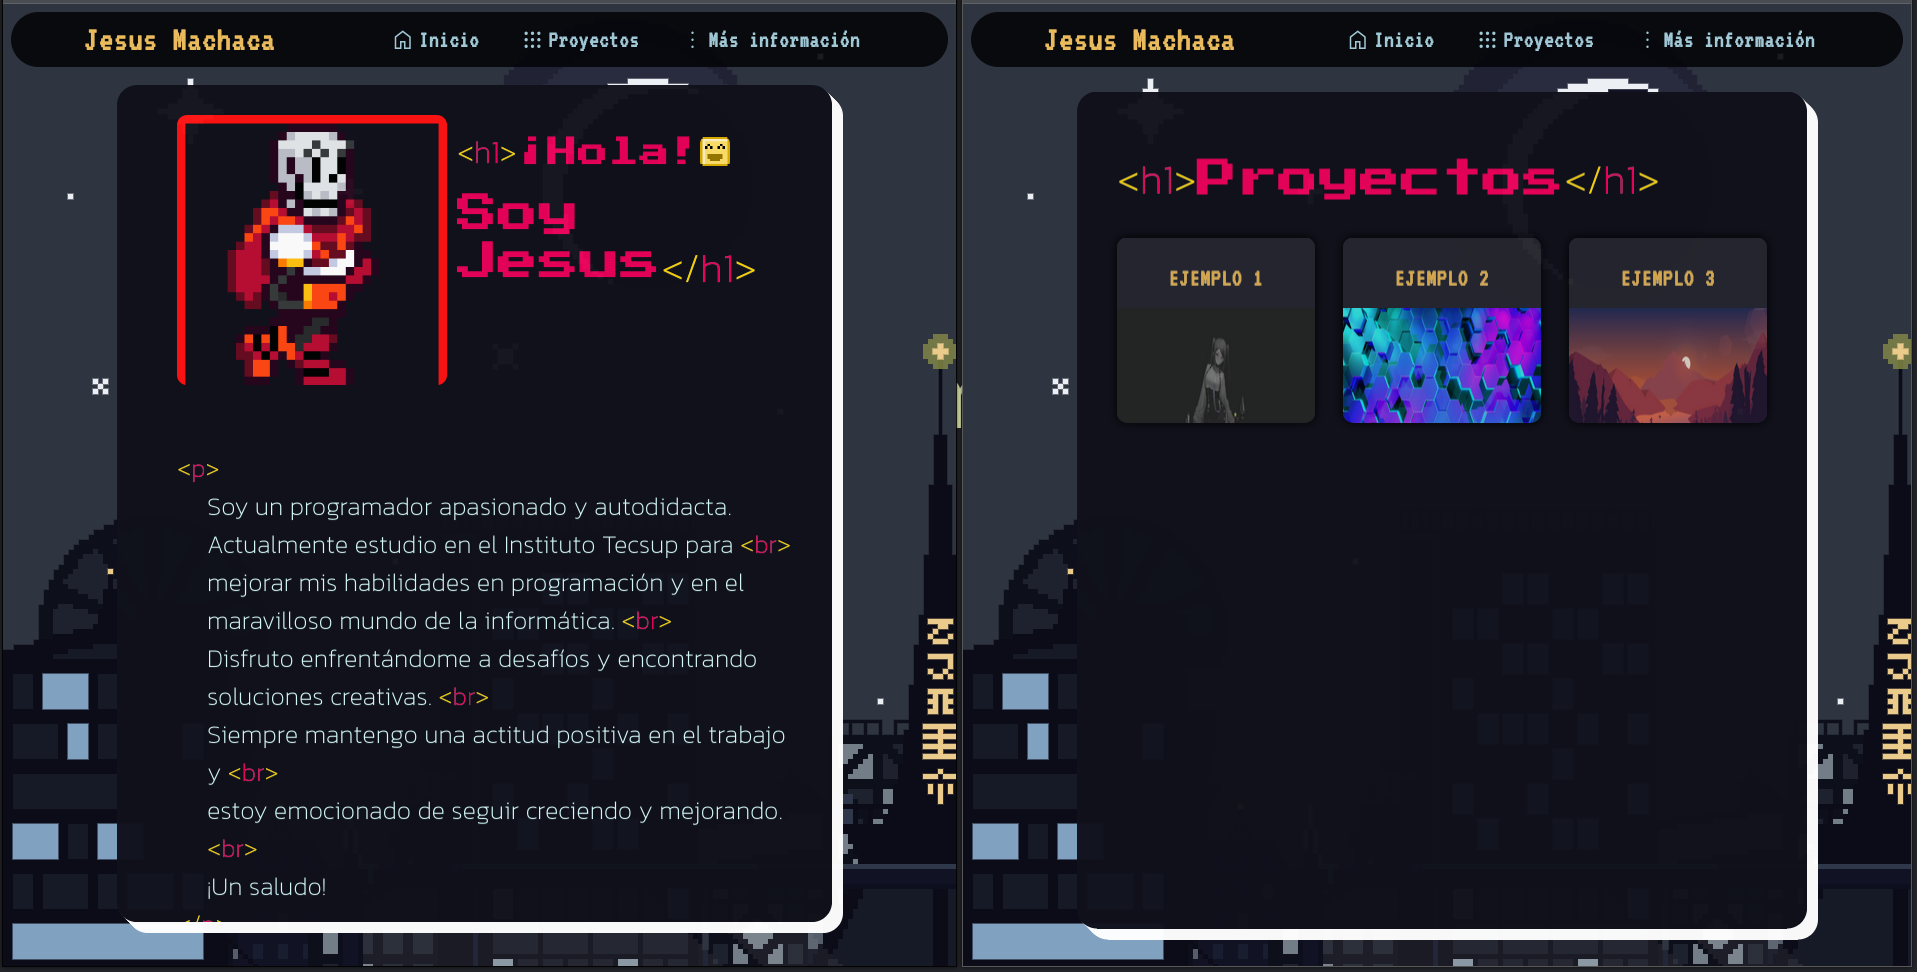 Jesus Machaca
Inicio
Proyectos
Más información
<h1>¡Hola!
Soy
Jesus</h1>
<p>
Soy un programador apasionado y autodidacta.
Actualmente estudio en el Instituto Tecsup para <br>
mejorar mis habilidades en programación y en el
maravilloso mundo de la informática. <br>
Disfruto enfrentándome a desafíos y encontrando
soluciones creativas. <br>
Siempre mantengo una actitud positiva en el trabajo
y <br>
estoy emocionado de seguir creciendo y mejorando.
<br>
¡Un saludo!
Jesus Machaca
Inicio
Proyectos
Más información
<h1>Proyectos</h1>
EJEMPLO 1
EJEMPLO 2
EJEMPLO 3